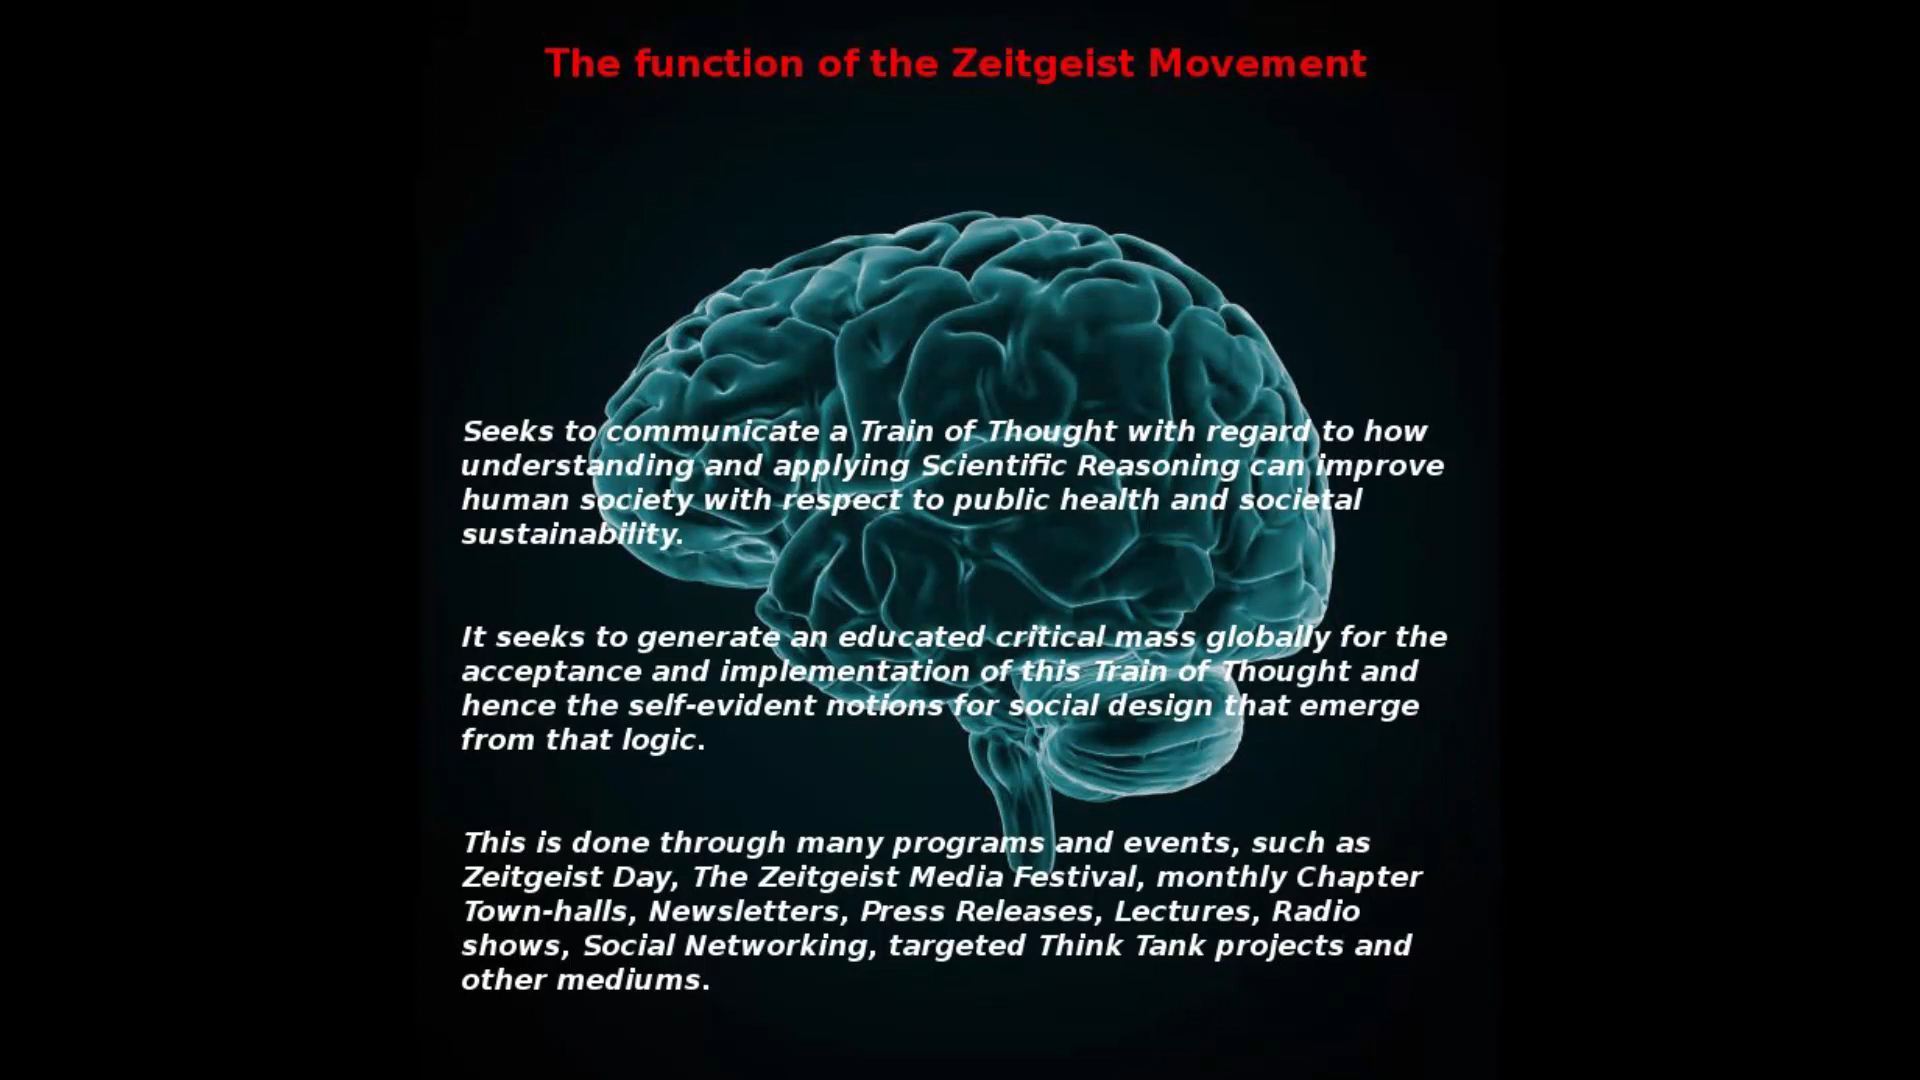 The function of the Zeitgeist Movement
Seeks to communicate a Train of Thought with regard to how
understanding and applying Scientific Reasoning can improve
human society with respect to public health and societal
sustainability.
It seeks to generate an educated critical mass globally for the
acceptance and implementation of this Train of Thought and
hence the self-evident notions for social design that emerge
from that logic.
This is done through many programs and events, such as
Zeitgeist Day, The Zeitgeist Media Festival, monthly Chapter
Town-halls, Newsletters, Press Releases, Lectures, Radio
shows, Social Networking, targeted Think Tank projects and
other mediums.